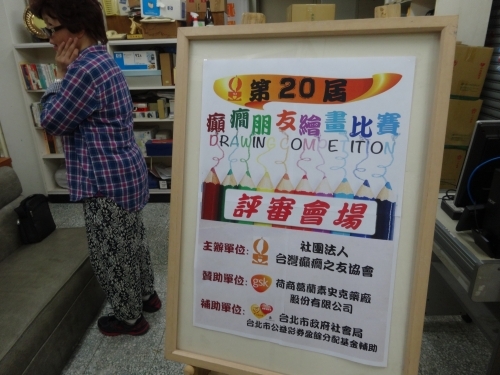 第20屆
癲癇朋友繪畫比賽
DRAWING COMPETITION
評審會場
主辦單位: 社團法人
台灣癲癇之友協會
贊助單位: gsk 荷商葛蘭素史克藥廠
股份有限公司
補助單位: 台北市政府社會局
台北市公益彩券盈餘分配基金補助